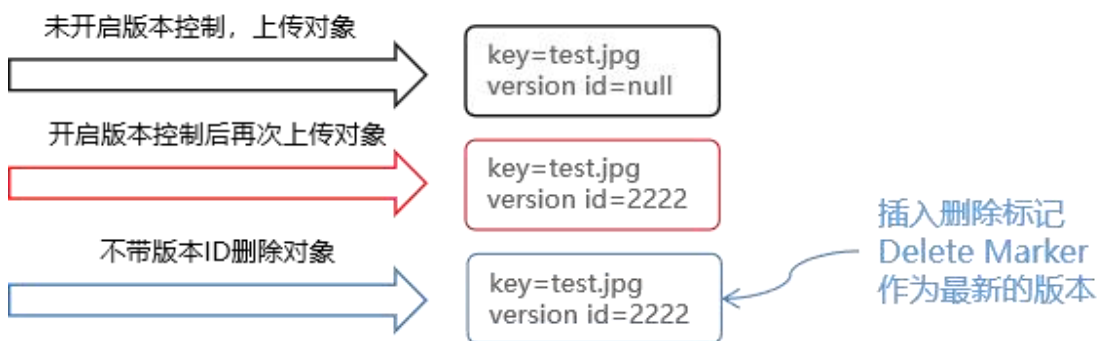 未开启版本控制，上传对象
key=test.jpg
version id=null
开启版本控制后再次上传对象
key=test.jpg
version id=2222
不带版本ID删除对象
key=test.jpg
version id=2222
插入删除标记
Delete Marker
作为最新的版本